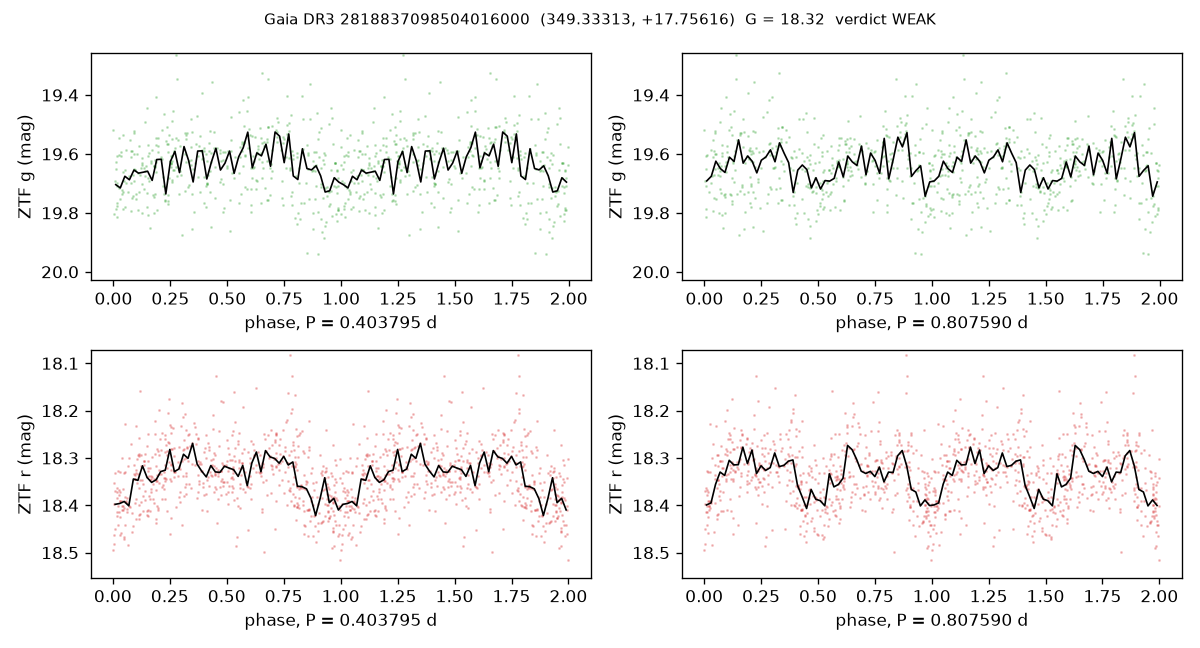 Gaia DR3 2818837098504016000  (349.33313, +17.75616)  G = 18.32  verdict WEAK
ZTF g (mag)
19.4
19.6
19.8
20.0
0.00 0.25 0.50 0.75 1.00 1.25 1.50 1.75 2.00
phase, P = 0.403795 d
ZTF g (mag)
19.4
19.6
19.8
20.0
0.00 0.25 0.50 0.75 1.00 1.25 1.50 1.75 2.00
phase, P = 0.807590 d
ZTF r (mag)
18.1
18.2
18.3
18.4
18.5
0.00 0.25 0.50 0.75 1.00 1.25 1.50 1.75 2.00
phase, P = 0.403795 d
ZTF r (mag)
18.1
18.2
18.3
18.4
18.5
0.00 0.25 0.50 0.75 1.00 1.25 1.50 1.75 2.00
phase, P = 0.807590 d